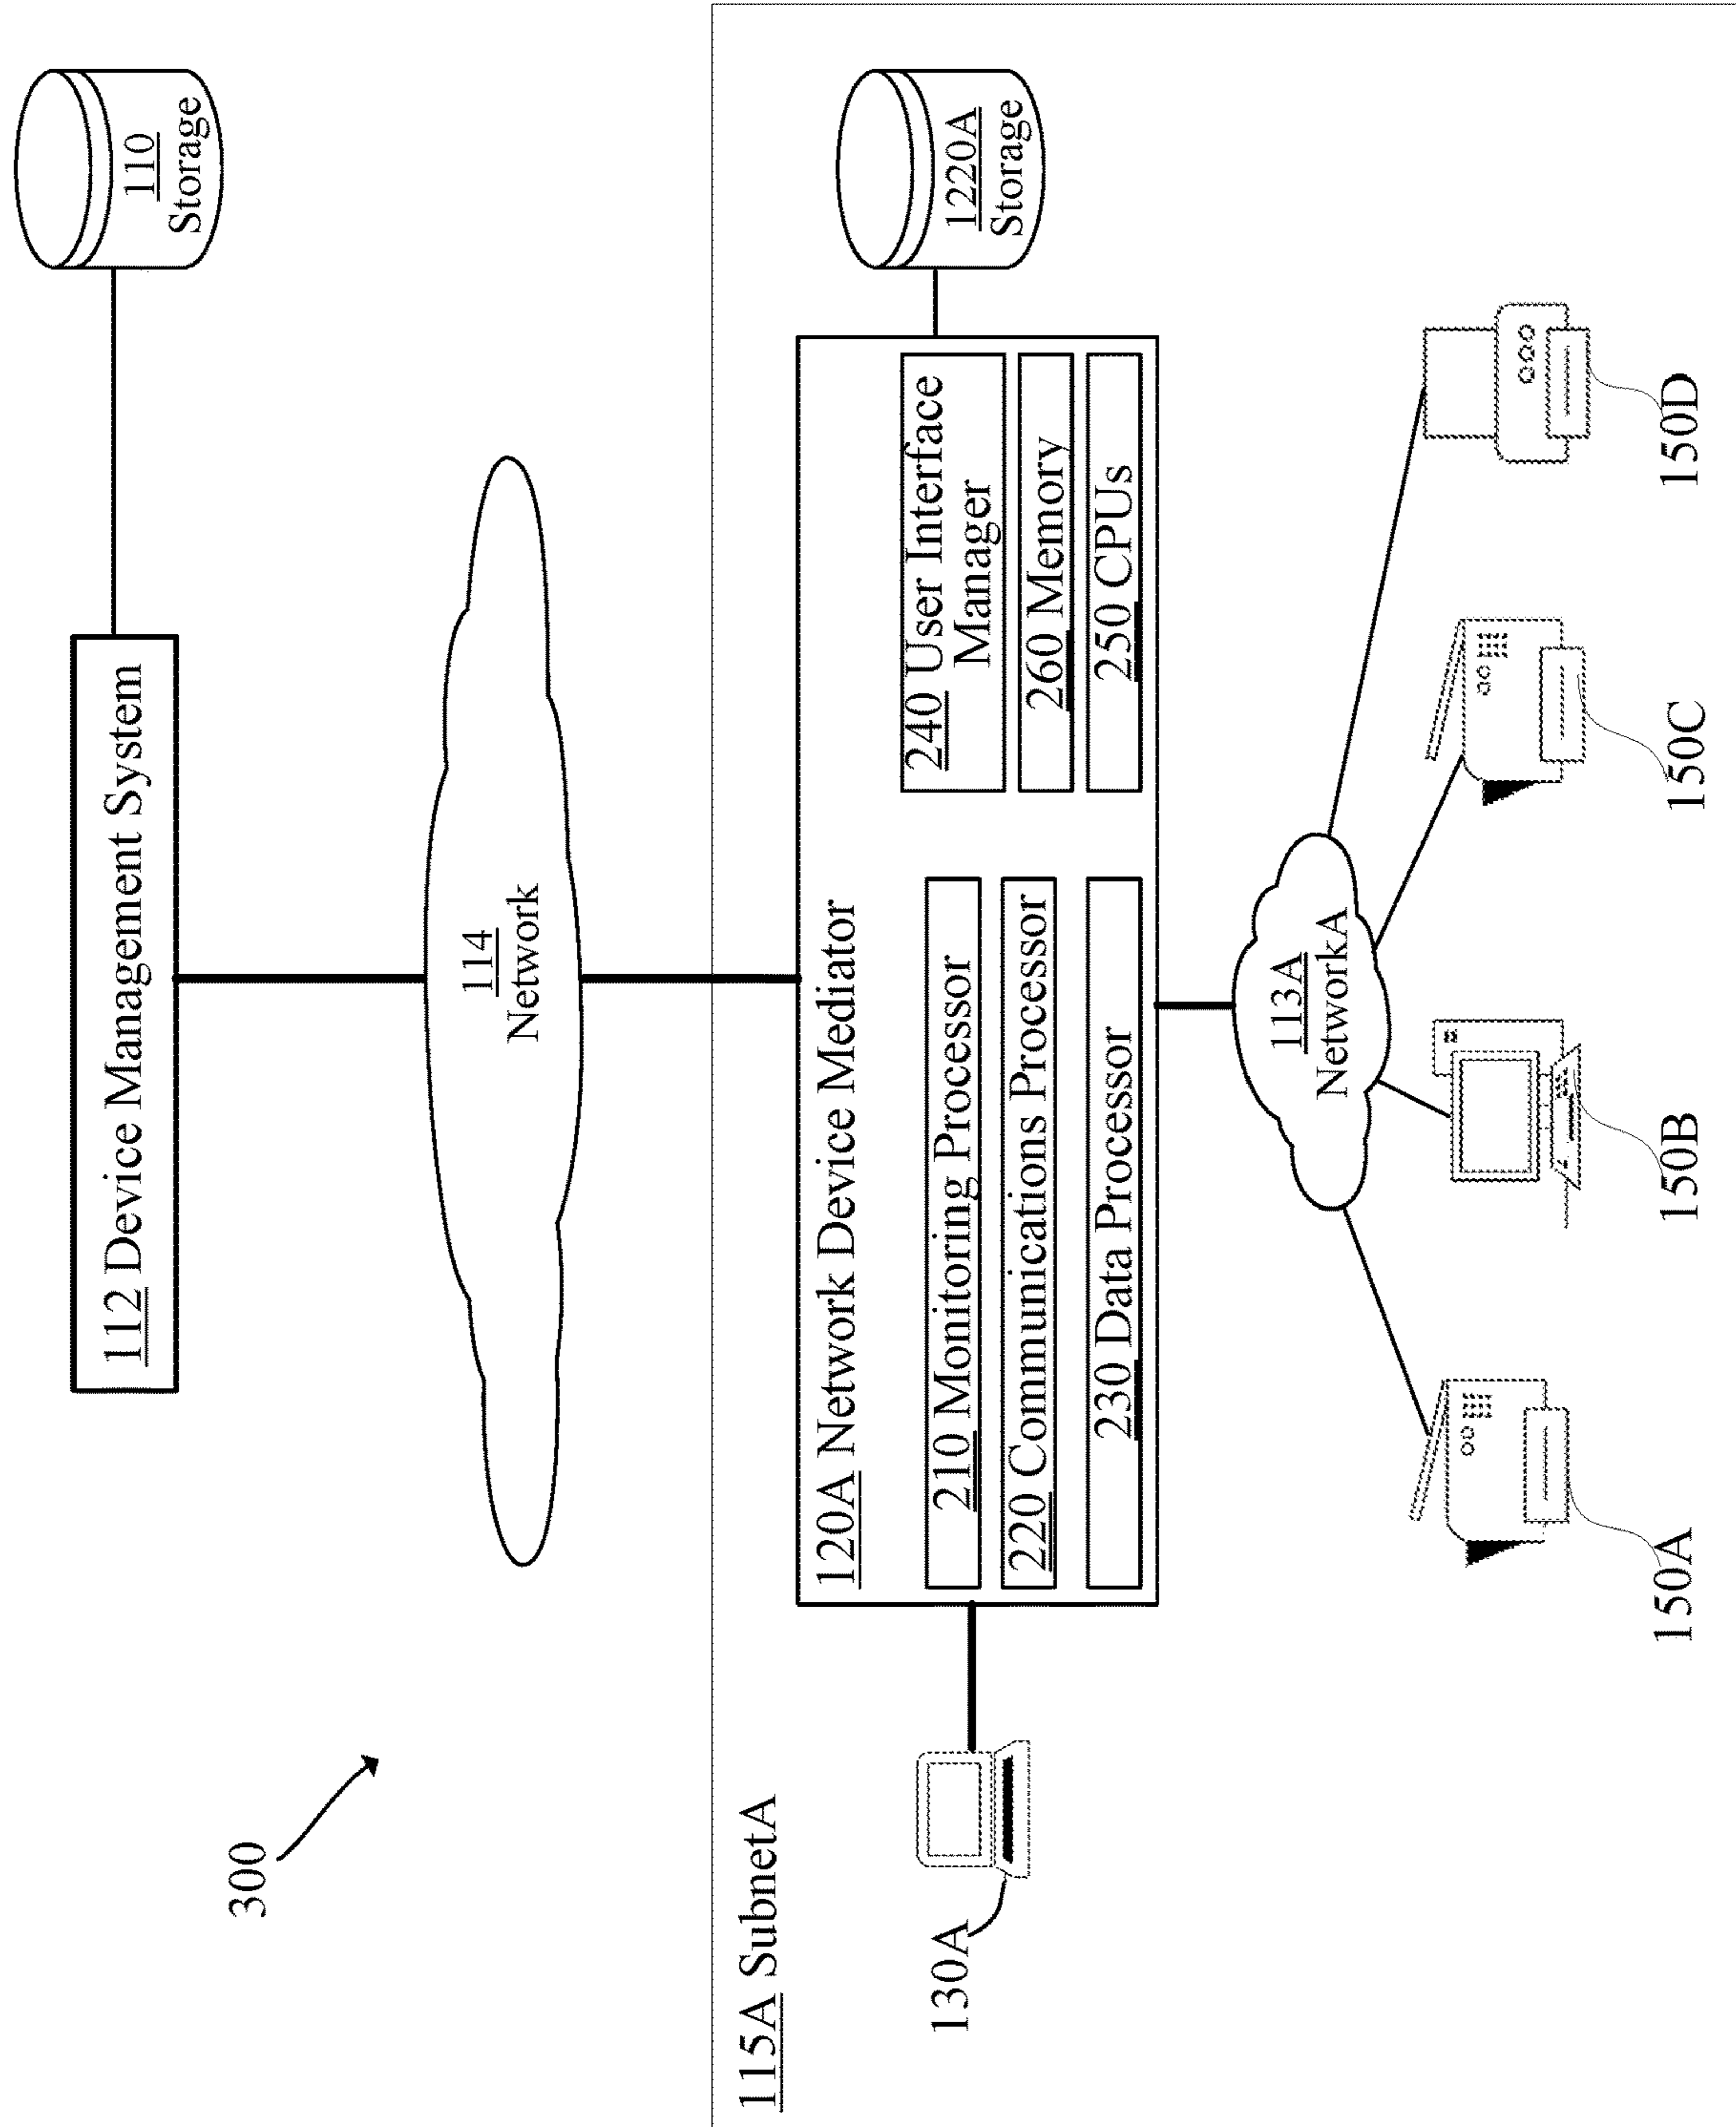 300
112 Device Management System
110
Storage
114
Network
115A SubnetA
120A Network Device Mediator
210 Monitoring Processor
220 Communications Processor
230 Data Processor
240 User Interface
Manager
260 Memory
250 CPUs
1220A
Storage
130A
113A
NetworkA
150A
150B
150C
150D